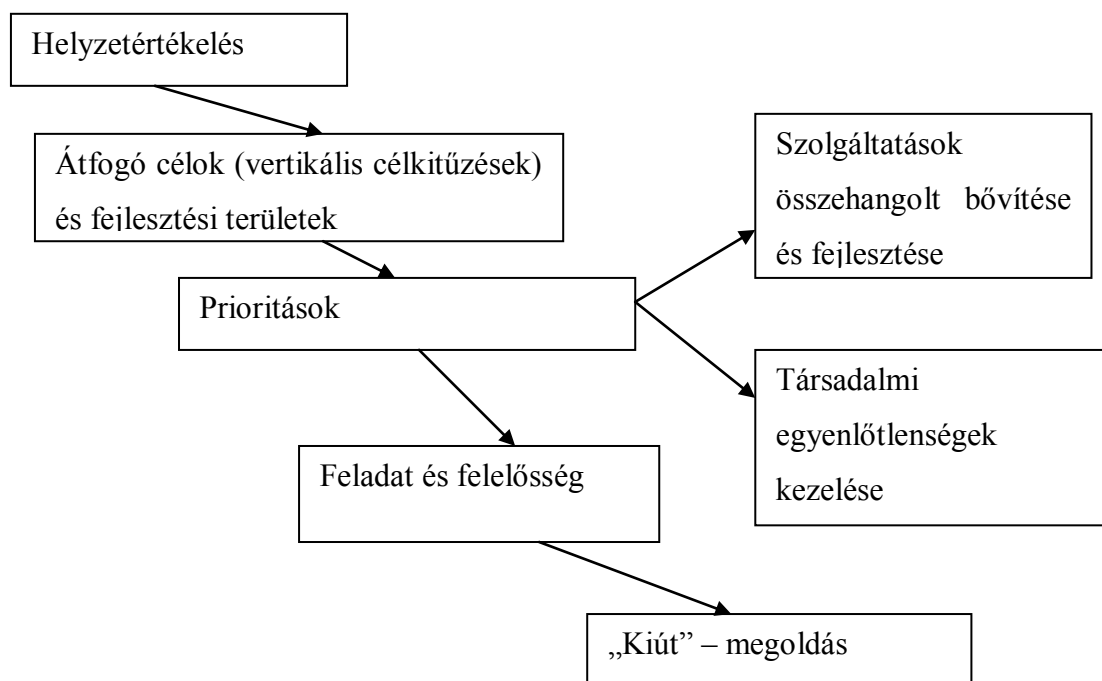 Helyzetértékelés
Átfogó célok (vertikális célkitűzések)
és fejlesztési területek
Szolgáltatások
összehangolt bővítése
és fejlesztése
Prioritások
Társadalmi
egyenlőtlenségek
kezelése
Feladat és felelősség
„Kiút” – megoldás